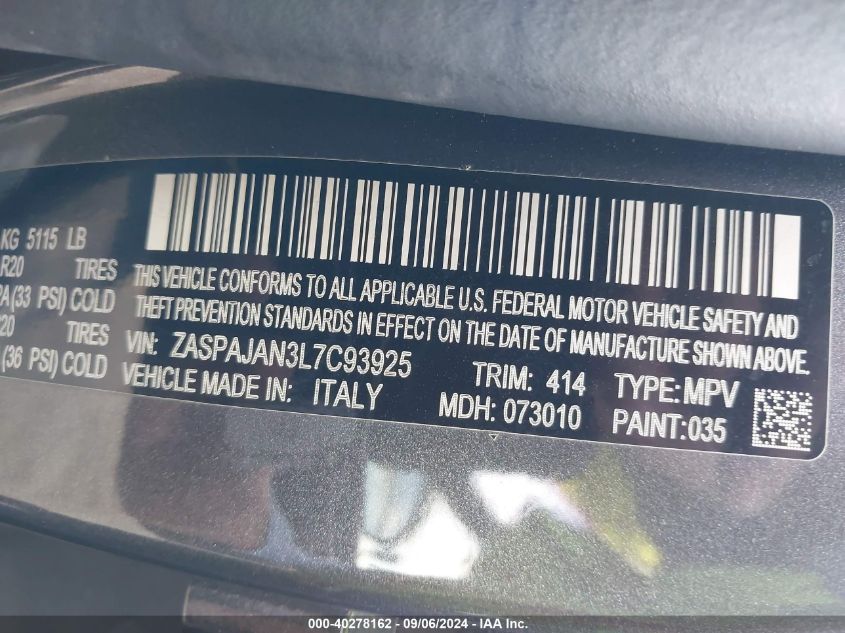 KG 5115 LB
R20 TIRES
PA (33 PSI) COLD
20 TIRES
(36 PSI) COLD
THIS VEHICLE CONFORMS TO ALL APPLICABLE U.S. FEDERAL MOTOR VEHICLE SAFETY AND
THEFT PREVENTION STANDARDS IN EFFECT ON THE DATE OF MANUFACTURE SHOWN ABOVE.
VIN: ZASPAJAN3L7C93925 TRIM: 414 TYPE: MPV
VEHICLE MADE IN: ITALY MDH: 073010 PAINT:035
000-40278162 - 09/06/2024 - IAA Inc.